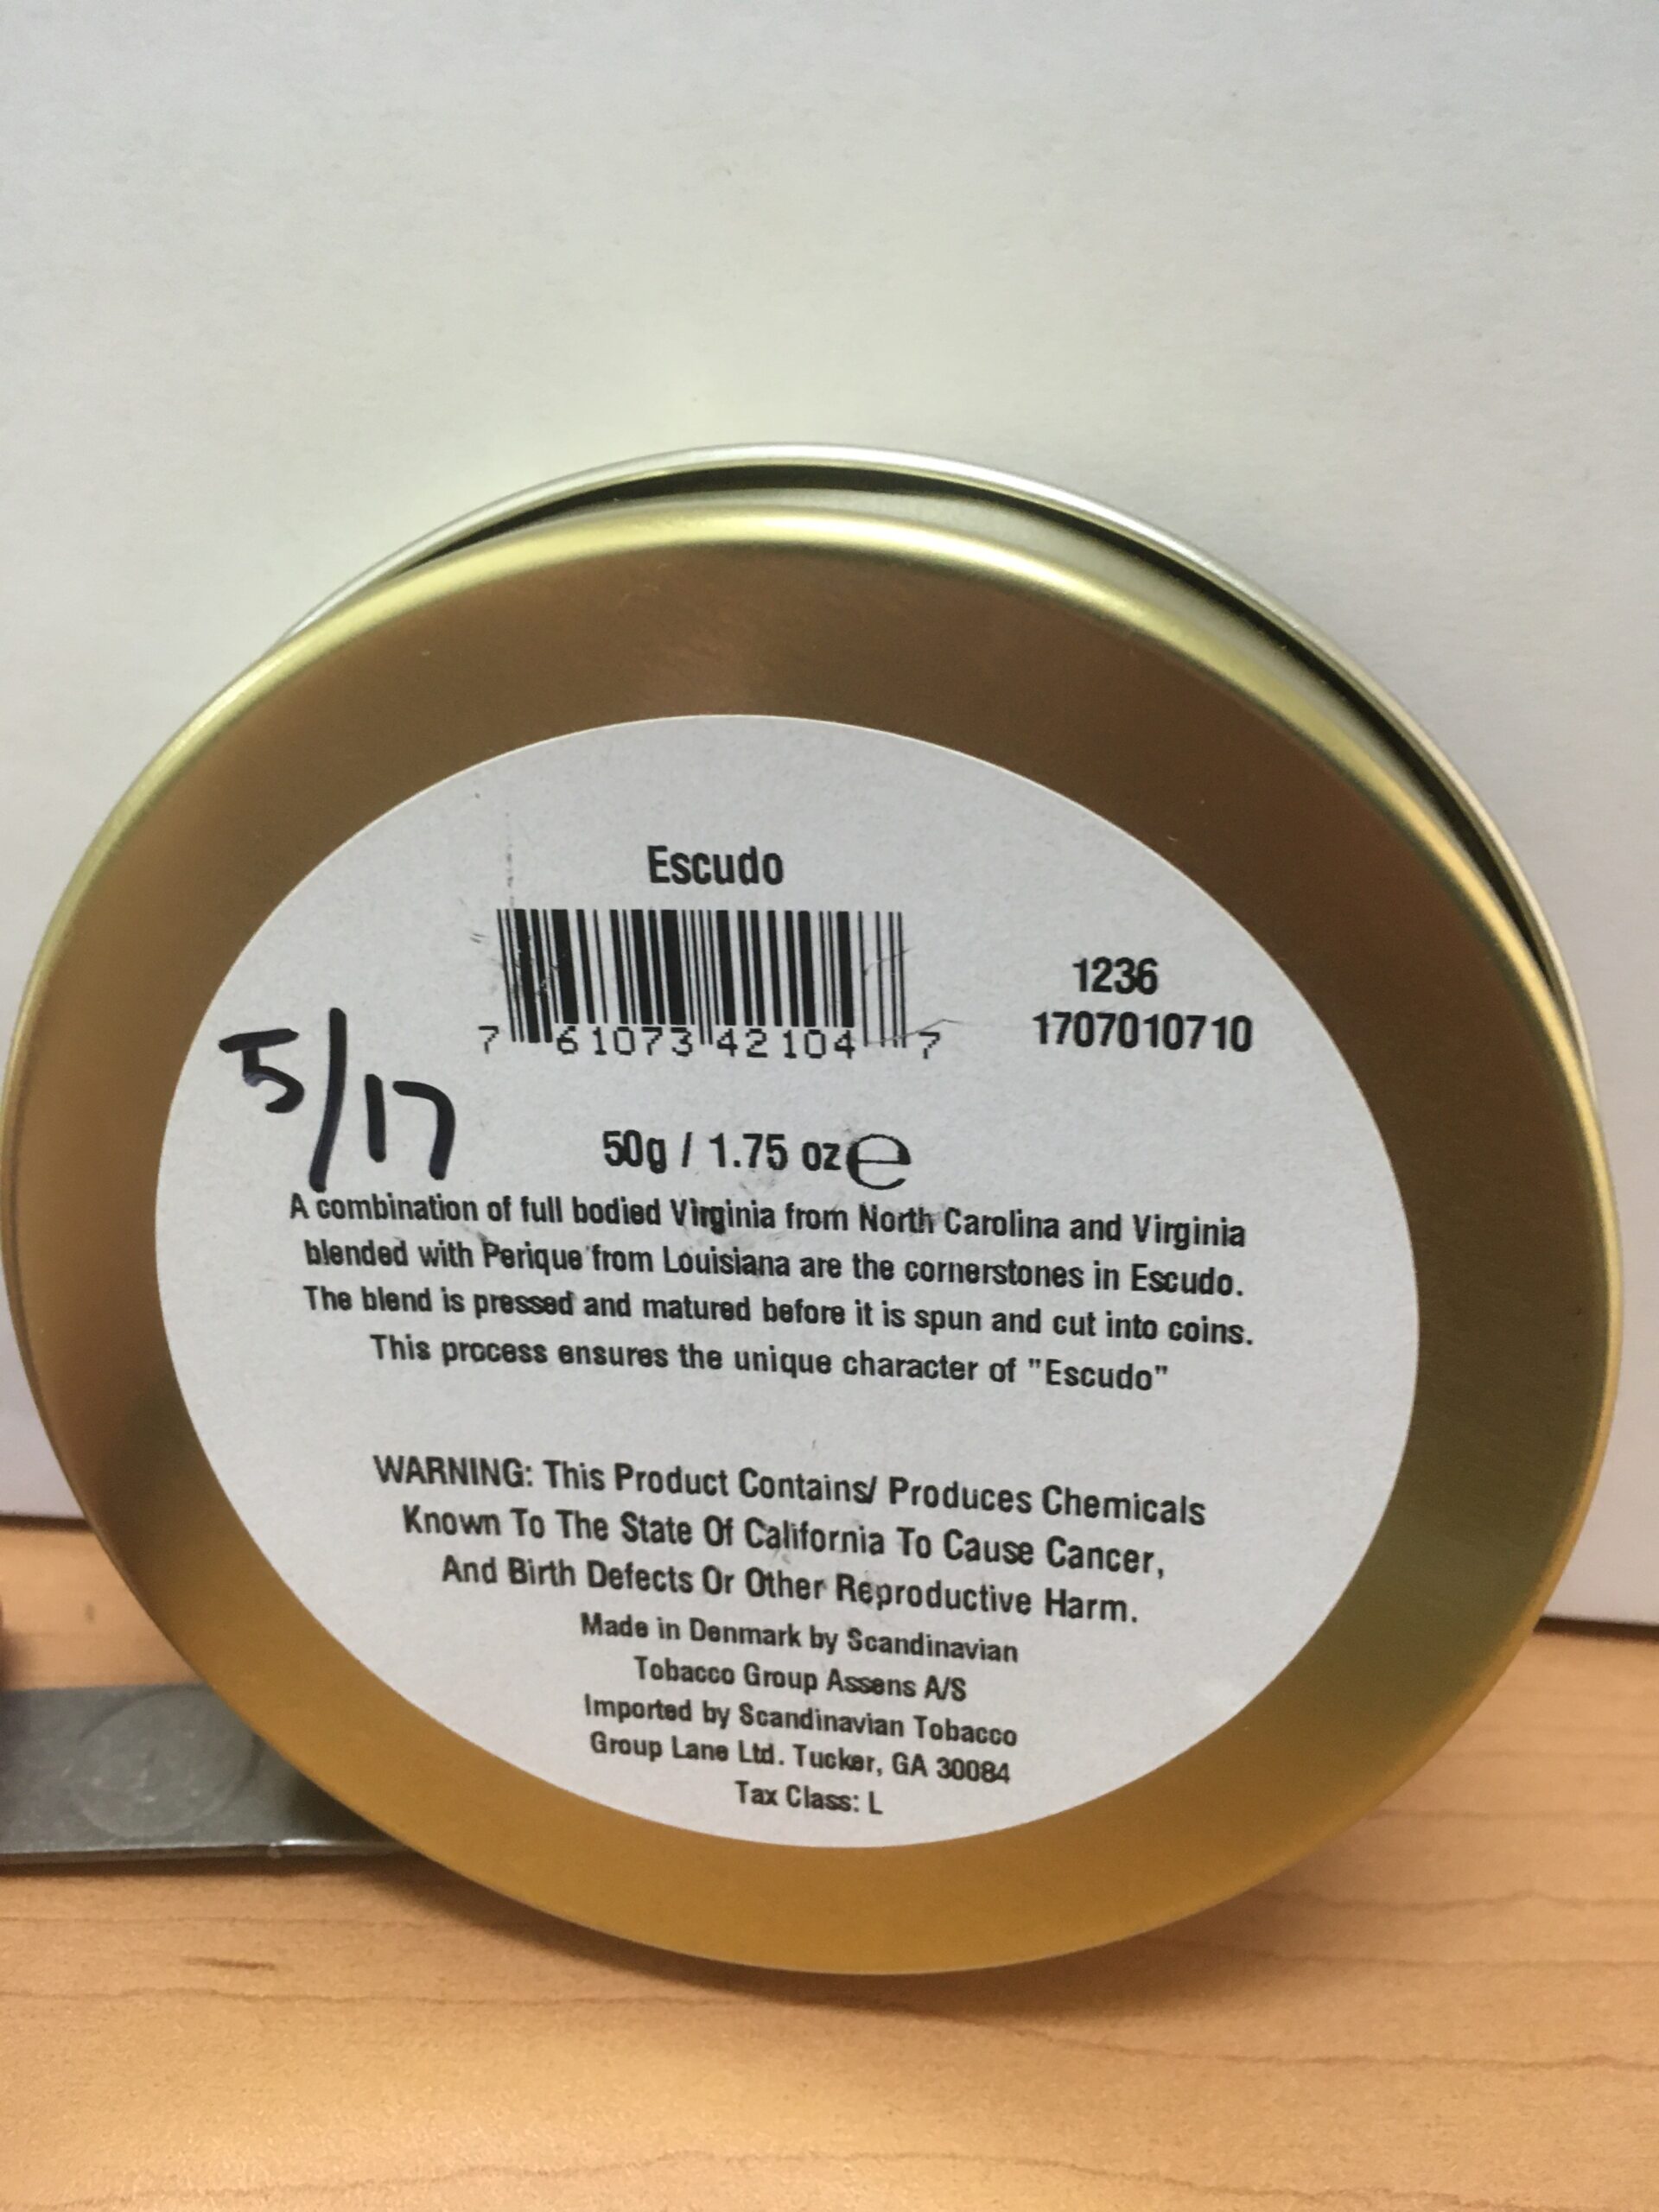 Escudo
7 61073 42104 7
1236
1707010710
5/17
50g / 1.75 oz e
A combination of full bodied Virginia from North Carolina and Virginia
blended with Perique from Louisiana are the cornerstones in Escudo.
The blend is pressed and matured before it is spun and cut into coins.
This process ensures the unique character of "Escudo"
WARNING: This Product Contains/ Produces Chemicals
Known To The State Of California To Cause Cancer,
And Birth Defects Or Other Reproductive Harm.
Made in Denmark by Scandinavian
Tobacco Group Assens A/S
Imported by Scandinavian Tobacco
Group Lane Ltd. Tucker, GA 30084
Tax Class: L